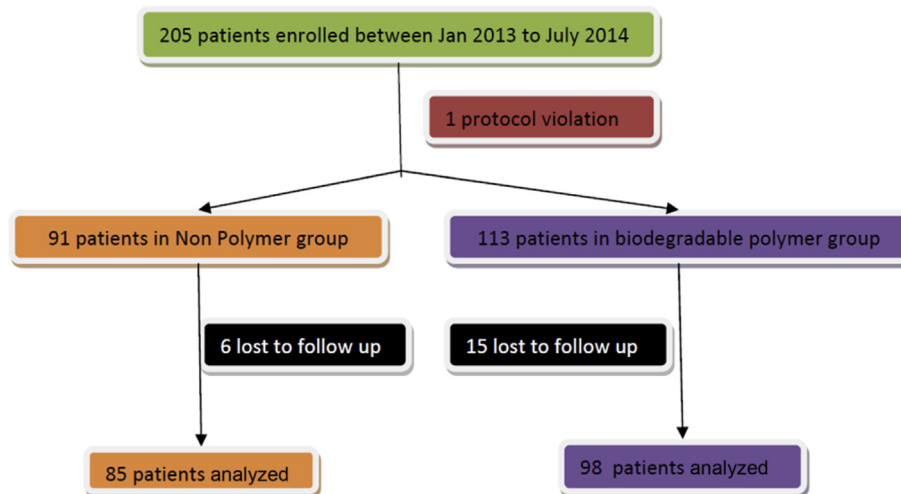 205 patients enrolled between Jan 2013 to July 2014
1 protocol violation
91 patients in Non Polymer group
113 patients in biodegradable polymer group
6 lost to follow up
15 lost to follow up
85 patients analyzed
98 patients analyzed